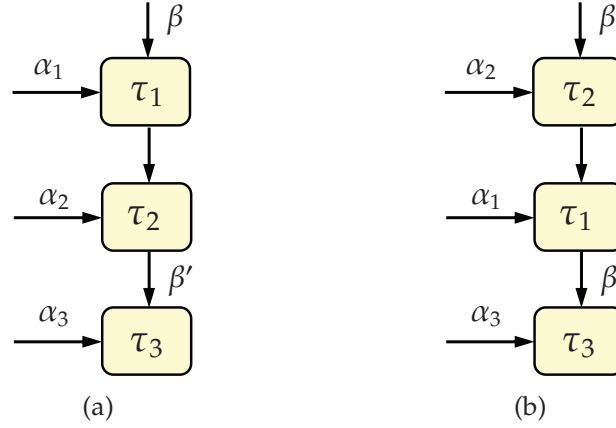 β β
α₁ τ₁ α₂ τ₂
α₂ τ₂ α₁ τ₁
β′ β
α₃ τ₃ α₃ τ₃
(a) (b)